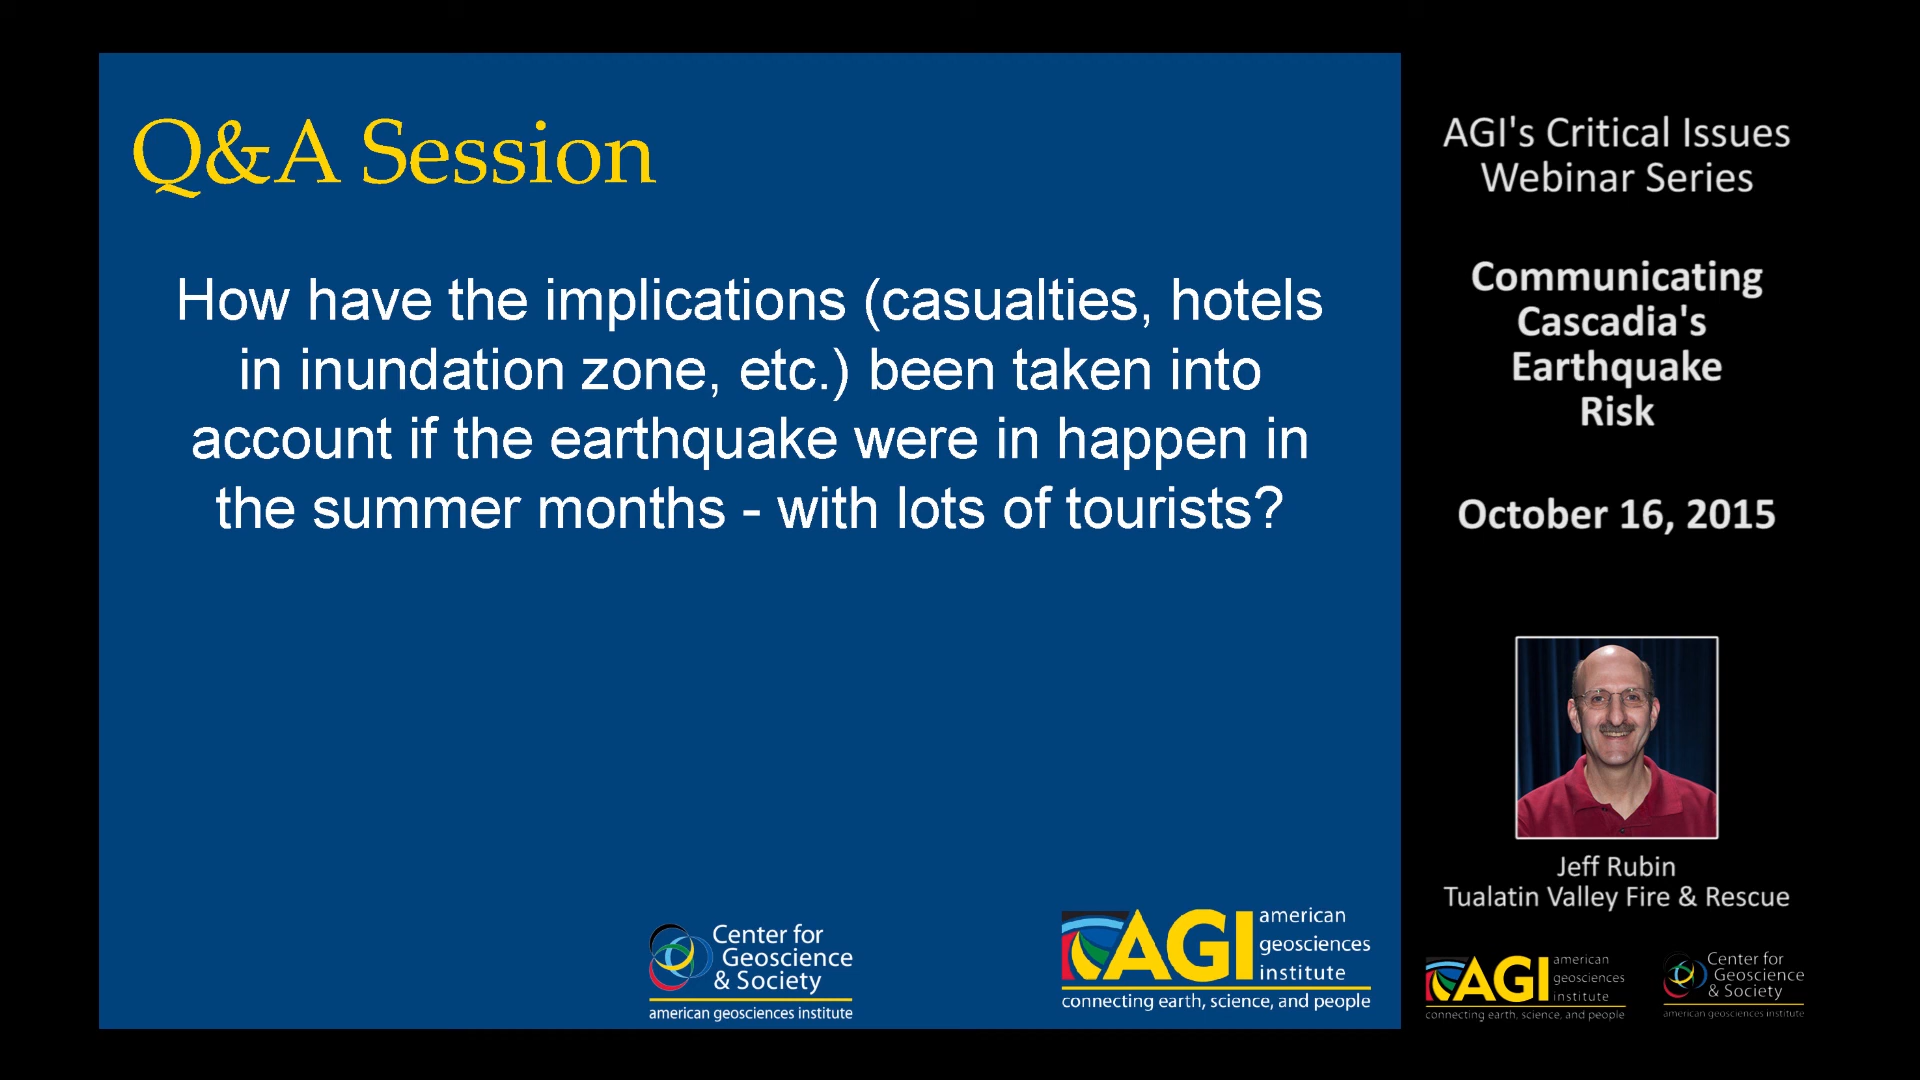 Q&A Session
How have the implications (casualties, hotels
in inundation zone, etc.) been taken into
account if the earthquake were in happen in
the summer months - with lots of tourists?
Center for
Geoscience
& Society
american geosciences institute
AGI
american
geosciences
institute
connecting earth, science, and people
AGI's Critical Issues
Webinar Series
Communicating
Cascadia's
Earthquake
Risk
October 16, 2015
Jeff Rubin
Tualatin Valley Fire & Rescue
AGI
american
geosciences
institute
connecting earth, science, and people
Center for
Geoscience
& Society
american geosciences institute